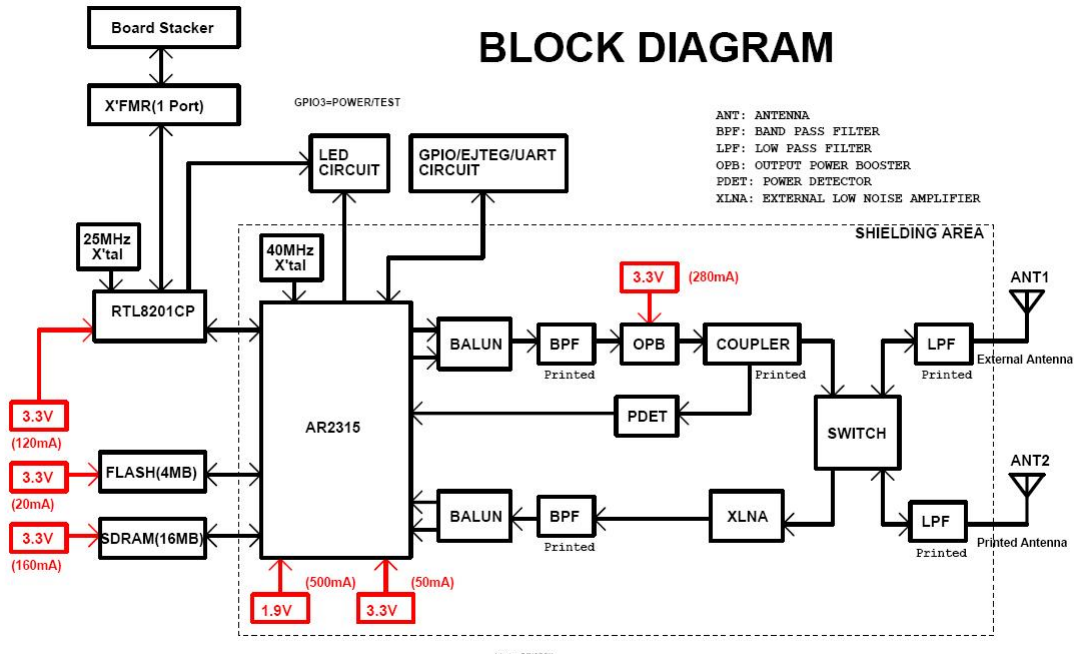 BLOCK DIAGRAM
Board Stacker
X'FMR(1 Port)
GPIO3=POWER/TEST
ANT: ANTENNA
BPF: BAND PASS FILTER
LPF: LOW PASS FILTER
OPB: OUTPUT POWER BOOSTER
PDET: POWER DETECTOR
XLNA: EXTERNAL LOW NOISE AMPLIFIER
LED
CIRCUIT
GPIO/EJTEG/UART
CIRCUIT
SHIELDING AREA
25MHz
X'tal
40MHz
X'tal
RTL8201CP
3.3V
(280mA)
ANT1
BALUN
BPF
Printed
OPB
COUPLER
Printed
LPF
Printed
External Antenna
3.3V
(120mA)
AR2315
PDET
SWITCH
3.3V
(20mA)
FLASH(4MB)
ANT2
3.3V
(160mA)
SDRAM(16MB)
BALUN
BPF
Printed
XLNA
LPF
Printed
Printed Antenna
1.9V
(500mA)
3.3V
(50mA)